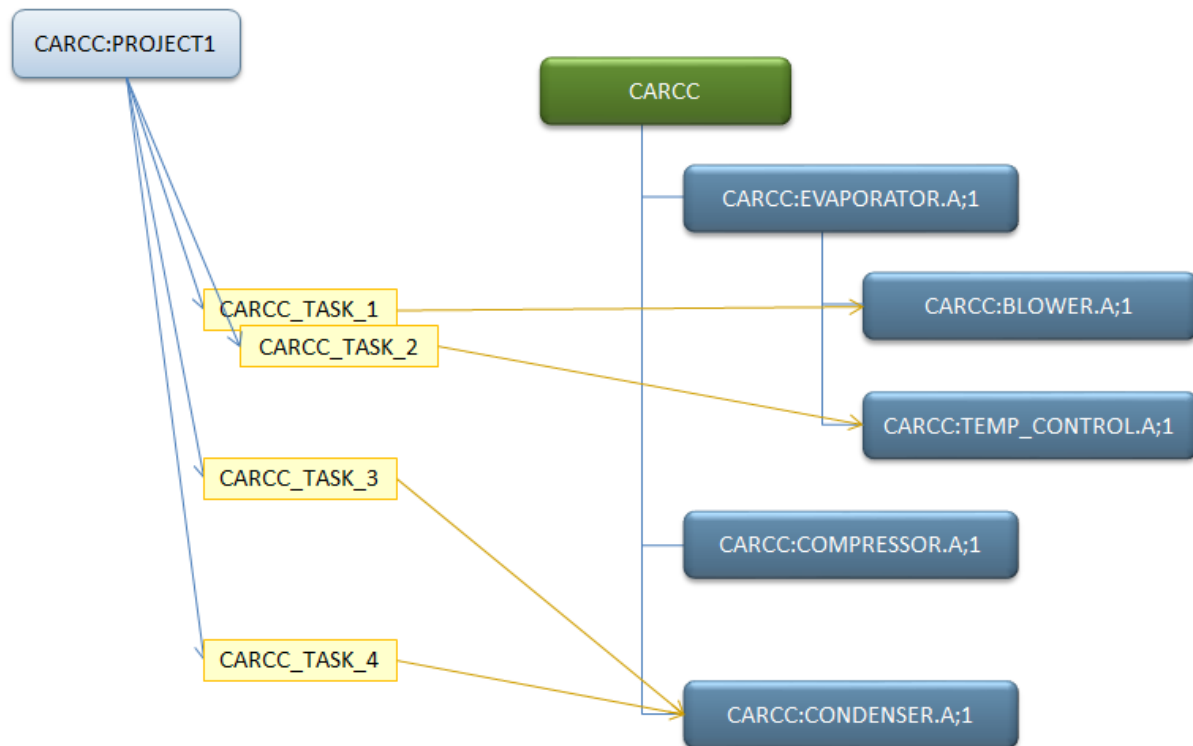 CARCC:PROJECT1
CARCC
CARCC:EVAPORATOR.A;1
CARCC_TASK_1
CARCC:BLOWER.A;1
CARCC_TASK_2
CARCC:TEMP_CONTROL.A;1
CARCC_TASK_3
CARCC:COMPRESSOR.A;1
CARCC_TASK_4
CARCC:CONDENSER.A;1